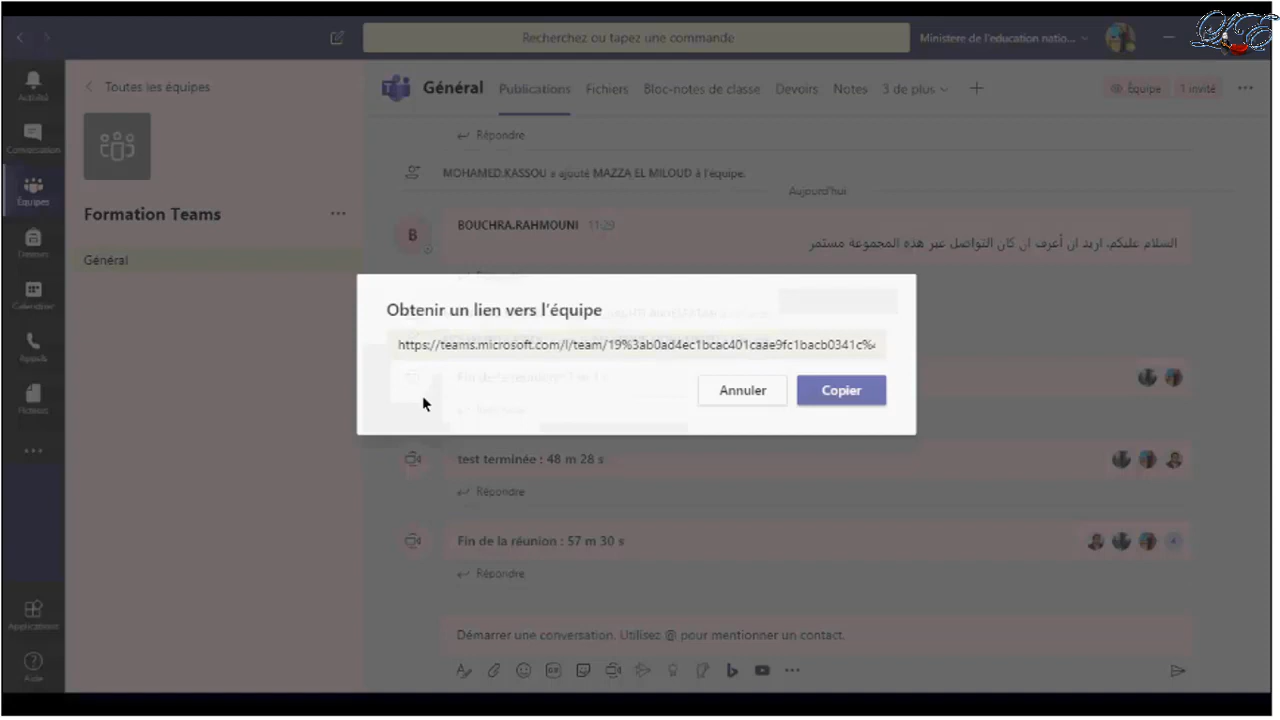 Recherchez ou tapez une commande
Ministere de l'education natio...
Activité
Conversation
Équipes
Devoirs
Calendrier
Appels
Fichiers
Applications
Aide
Toutes les équipes
Formation Teams
Général
Général
Publications
Fichiers
Bloc-notes de classe
Devoirs
Notes
3 de plus
Équipe
1 invité
Répondre
MOHAMED.KASSOU a ajouté MAZZA EL MILOUD à l'équipe.
Aujourd'hui
B
BOUCHRA.RAHMOUNI 11:29
السلام عليكم، اريد ان أعرف ان كان التواصل عبر هذه المجموعة مستمر
Obtenir un lien vers l'équipe
https://teams.microsoft.com/l/team/19%3ab0ad4ec1bcac401caae9fc1bacb0341c%4
Annuler
Copier
test terminée : 48 m 28 s
Répondre
Fin de la réunion : 57 m 30 s
Répondre
Démarrer une conversation. Utilisez @ pour mentionner un contact.